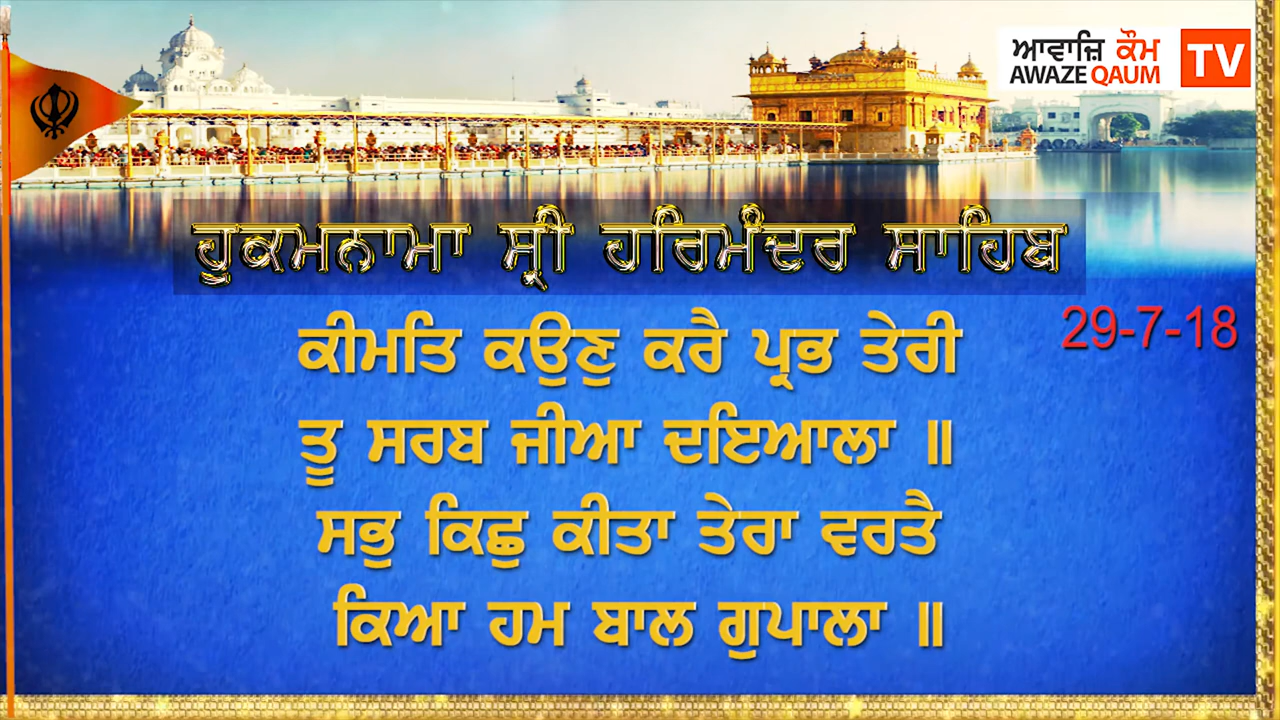 ਆਵਾਜ਼ਿ ਕੌਮ
AWAZE QAUM
TV
ਹੁਕਮਨਾਮਾ ਸ੍ਰੀ ਹਰਿਮੰਦਰ ਸਾਹਿਬ
29-7-18
ਕੀਮਤਿ ਕਉਣੁ ਕਰੈ ਪ੍ਰਭ ਤੇਰੀ
ਤੂ ਸਰਬ ਜੀਆ ਦਇਆਲਾ ॥
ਸਭੁ ਕਿਛੁ ਕੀਤਾ ਤੇਰਾ ਵਰਤੈ
ਕਿਆ ਹਮ ਬਾਲ ਗੁਪਾਲਾ ॥